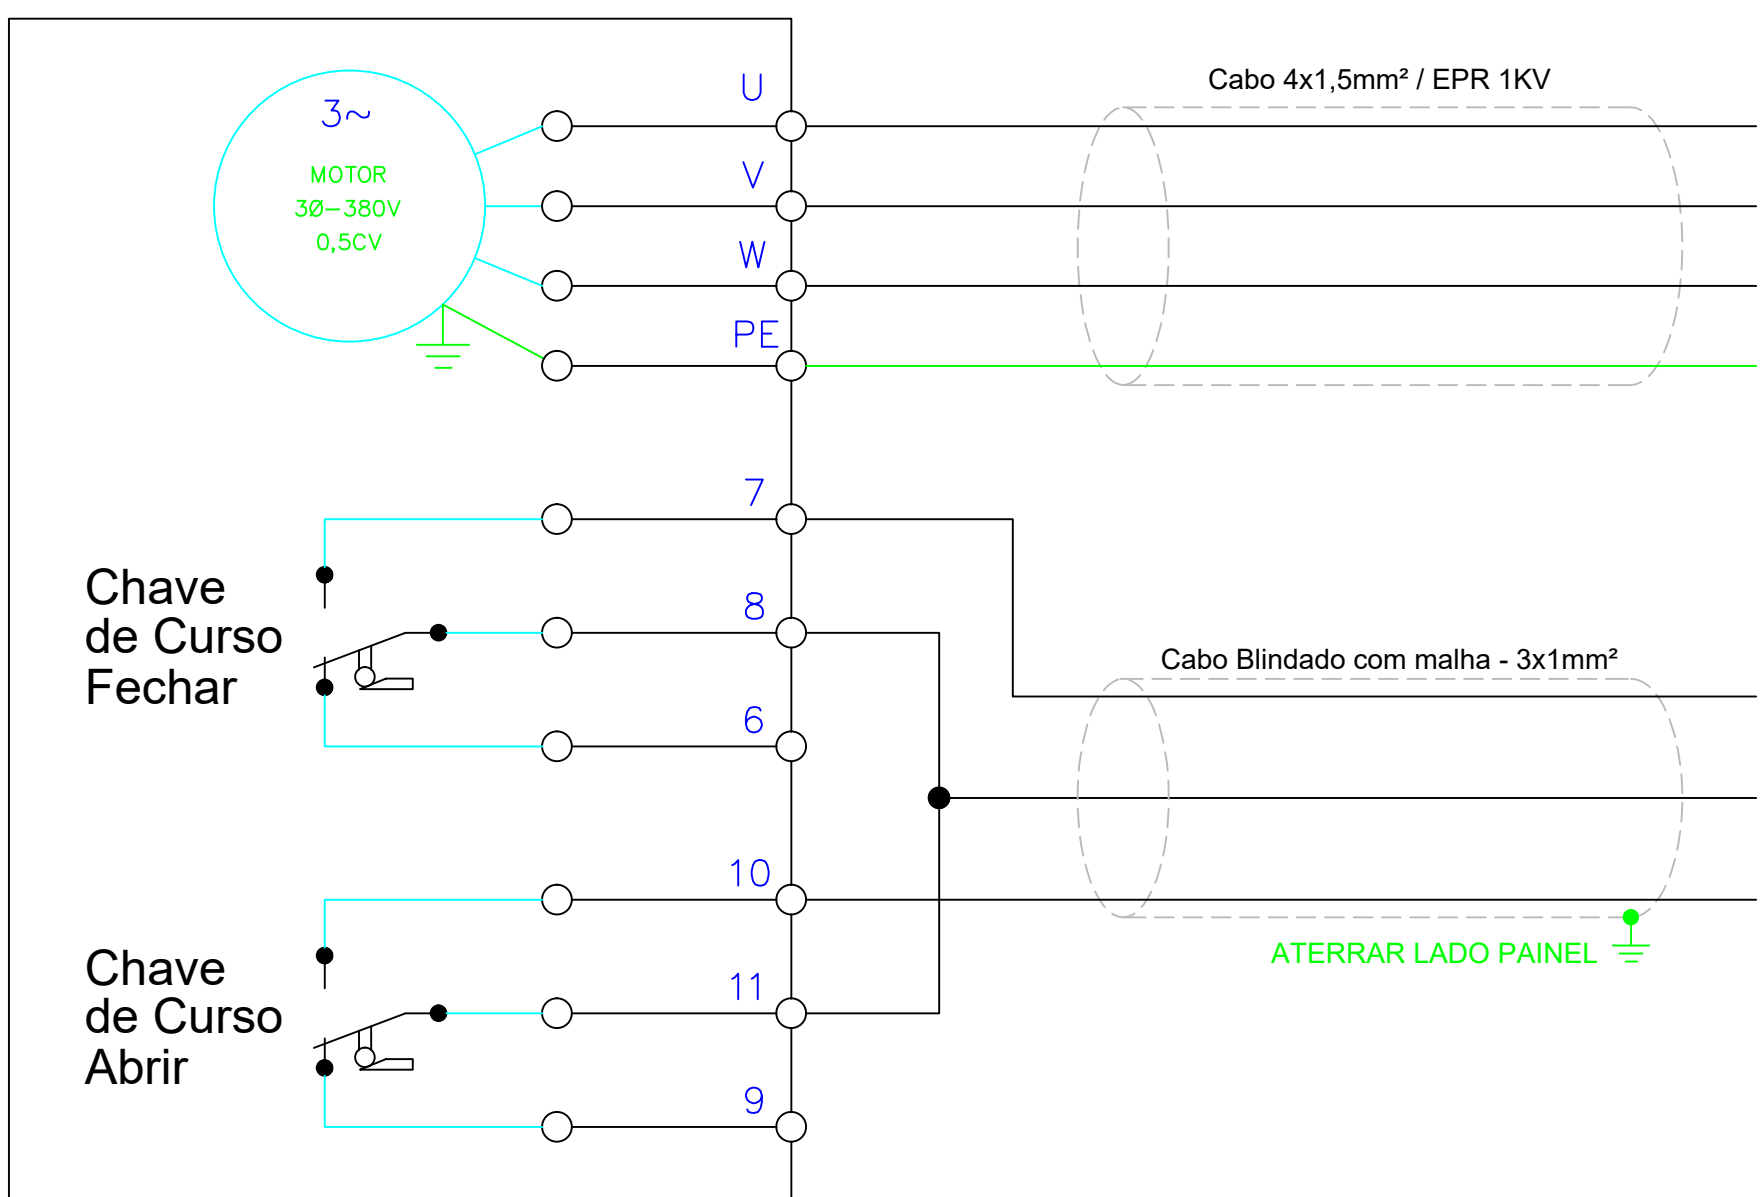 3~
MOTOR
3Ø-380V
0,5CV
U
V
W
PE
Cabo 4x1,5mm² / EPR 1KV
7
8
6
Chave
de Curso
Fechar
Cabo Blindado com malha - 3x1mm²
10
11
9
Chave
de Curso
Abrir
ATERRAR LADO PAINEL